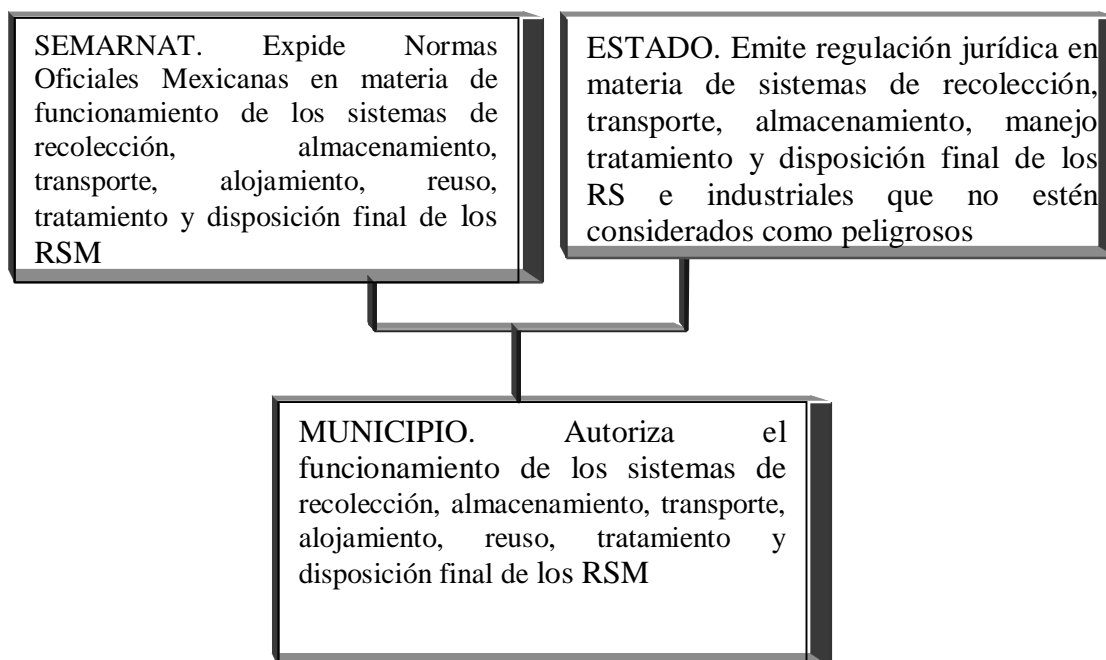 SEMARNAT. Expide Normas
Oficiales Mexicanas en materia de
funcionamiento de los sistemas de
recolección, almacenamiento,
transporte, alojamiento, reuso,
tratamiento y disposición final de los
RSM
ESTADO. Emite regulación jurídica en
materia de sistemas de recolección,
transporte, almacenamiento, manejo
tratamiento y disposición final de los
RS e industriales que no estén
considerados como peligrosos
MUNICIPIO. Autoriza el
funcionamiento de los sistemas de
recolección, almacenamiento, transporte,
alojamiento, reuso, tratamiento y
disposición final de los RSM